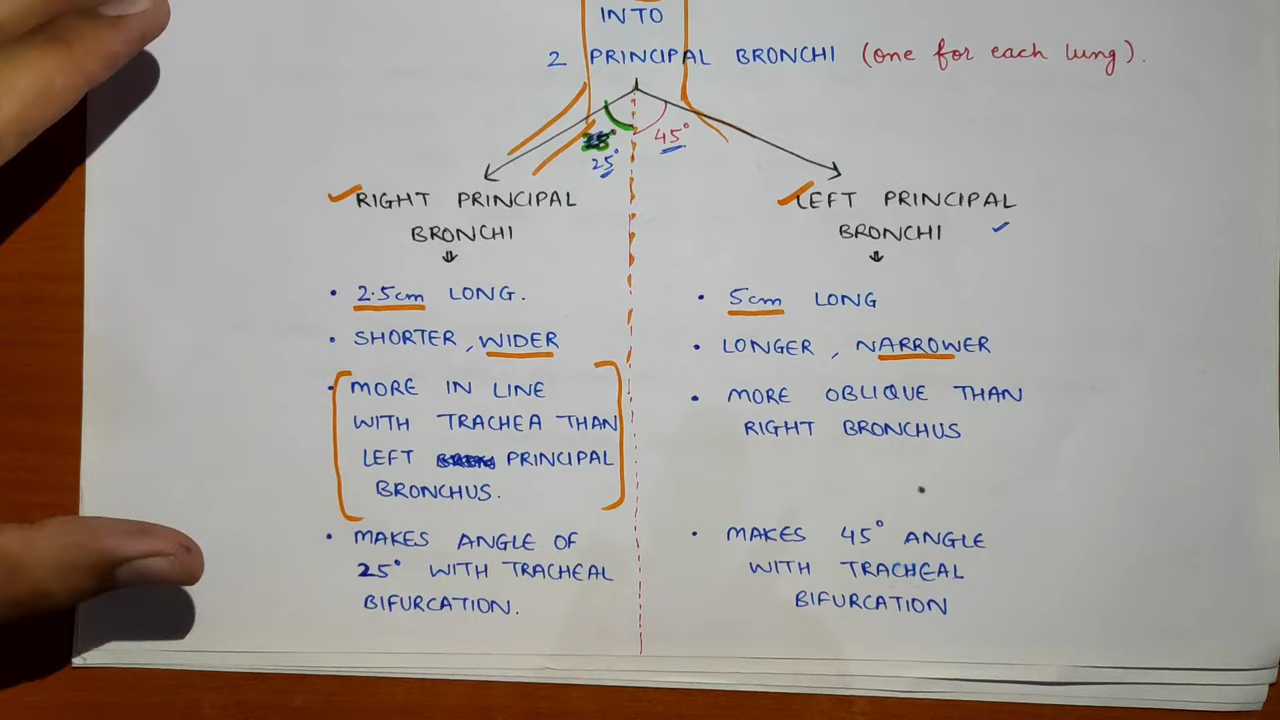 INTO
2 PRINCIPAL BRONCHI (one for each lung).
45°
25°
RIGHT PRINCIPAL
BRONCHI
• 2.5cm LONG.
• SHORTER, WIDER
• MORE IN LINE
WITH TRACHEA THAN
LEFT PRINCIPAL
BRONCHUS.
• MAKES ANGLE OF
25° WITH TRACHEAL
BIFURCATION.
LEFT PRINCIPAL
BRONCHI
• 5cm LONG
• LONGER, NARROWER
• MORE OBLIQUE THAN
RIGHT BRONCHUS
• MAKES 45° ANGLE
WITH TRACHEAL
BIFURCATION